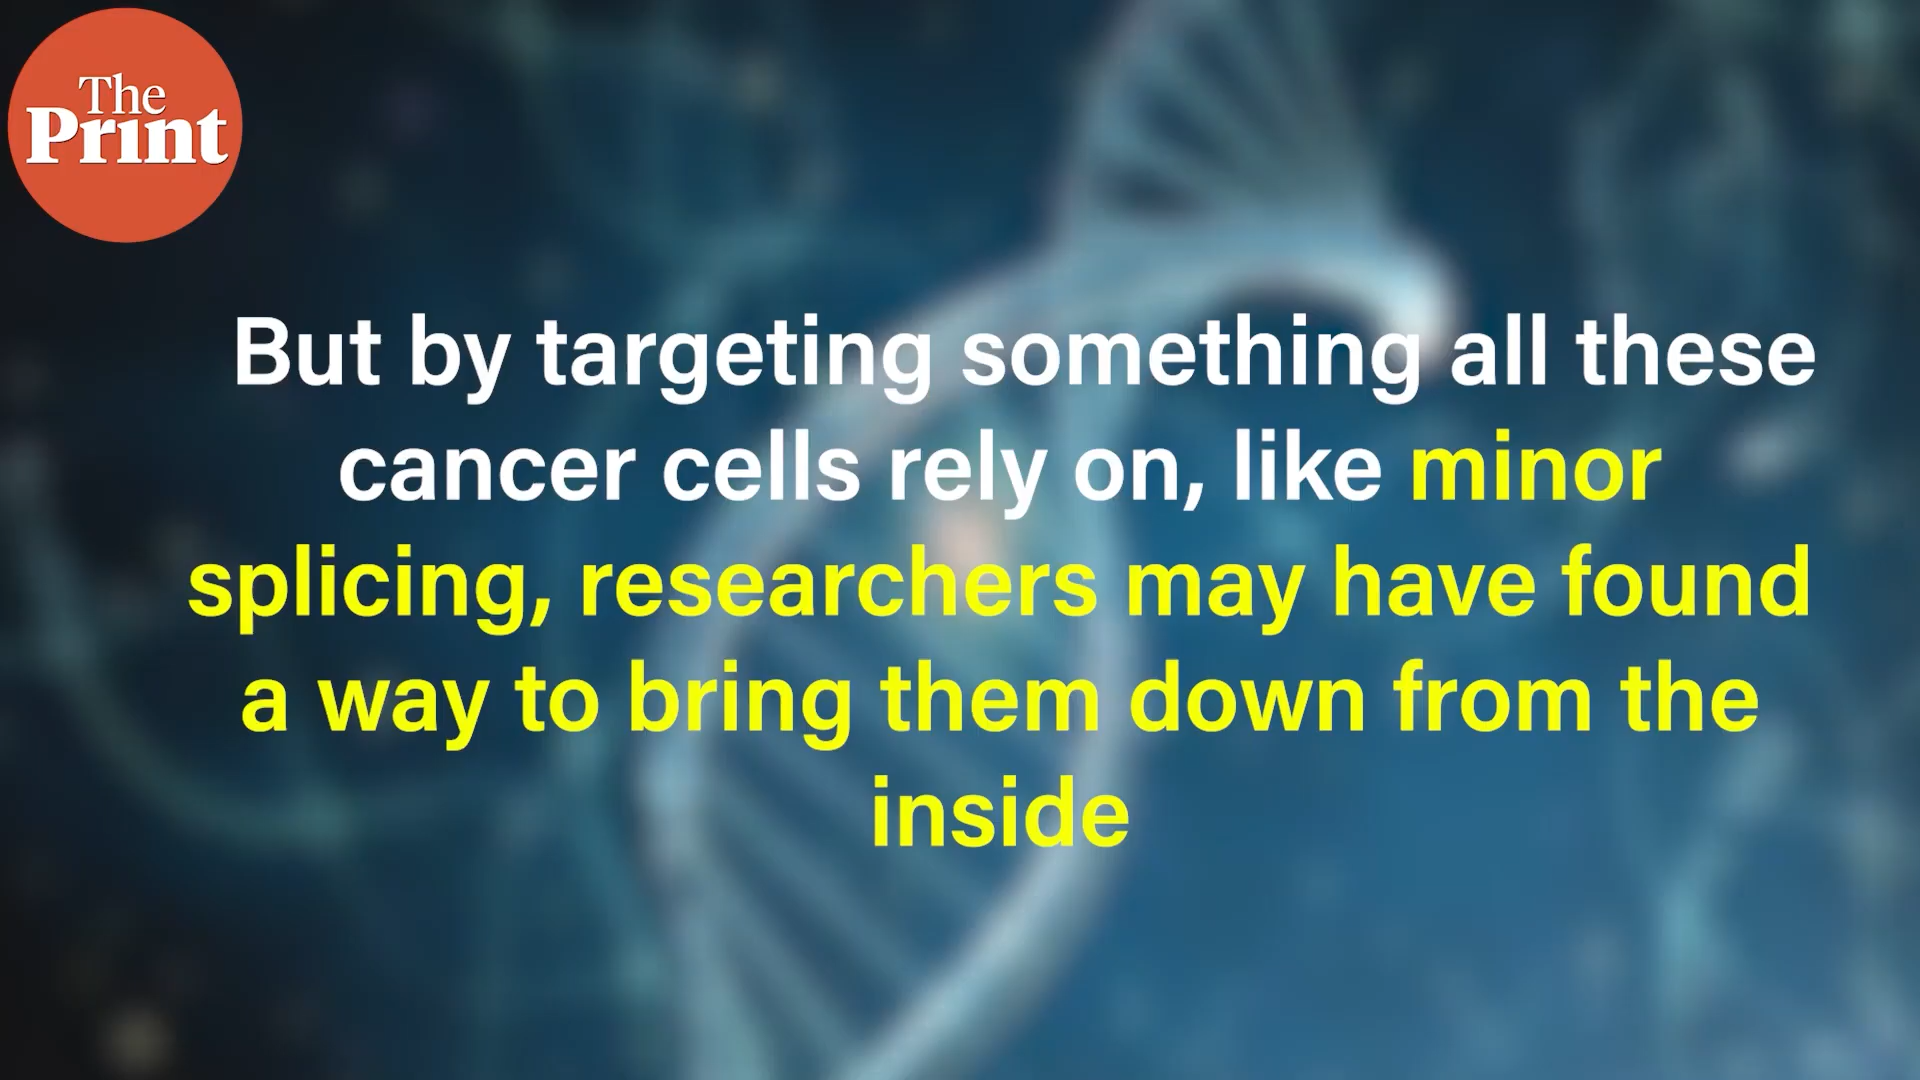 The
Print
But by targeting something all these
cancer cells rely on, like minor
splicing, researchers may have found
a way to bring them down from the
inside